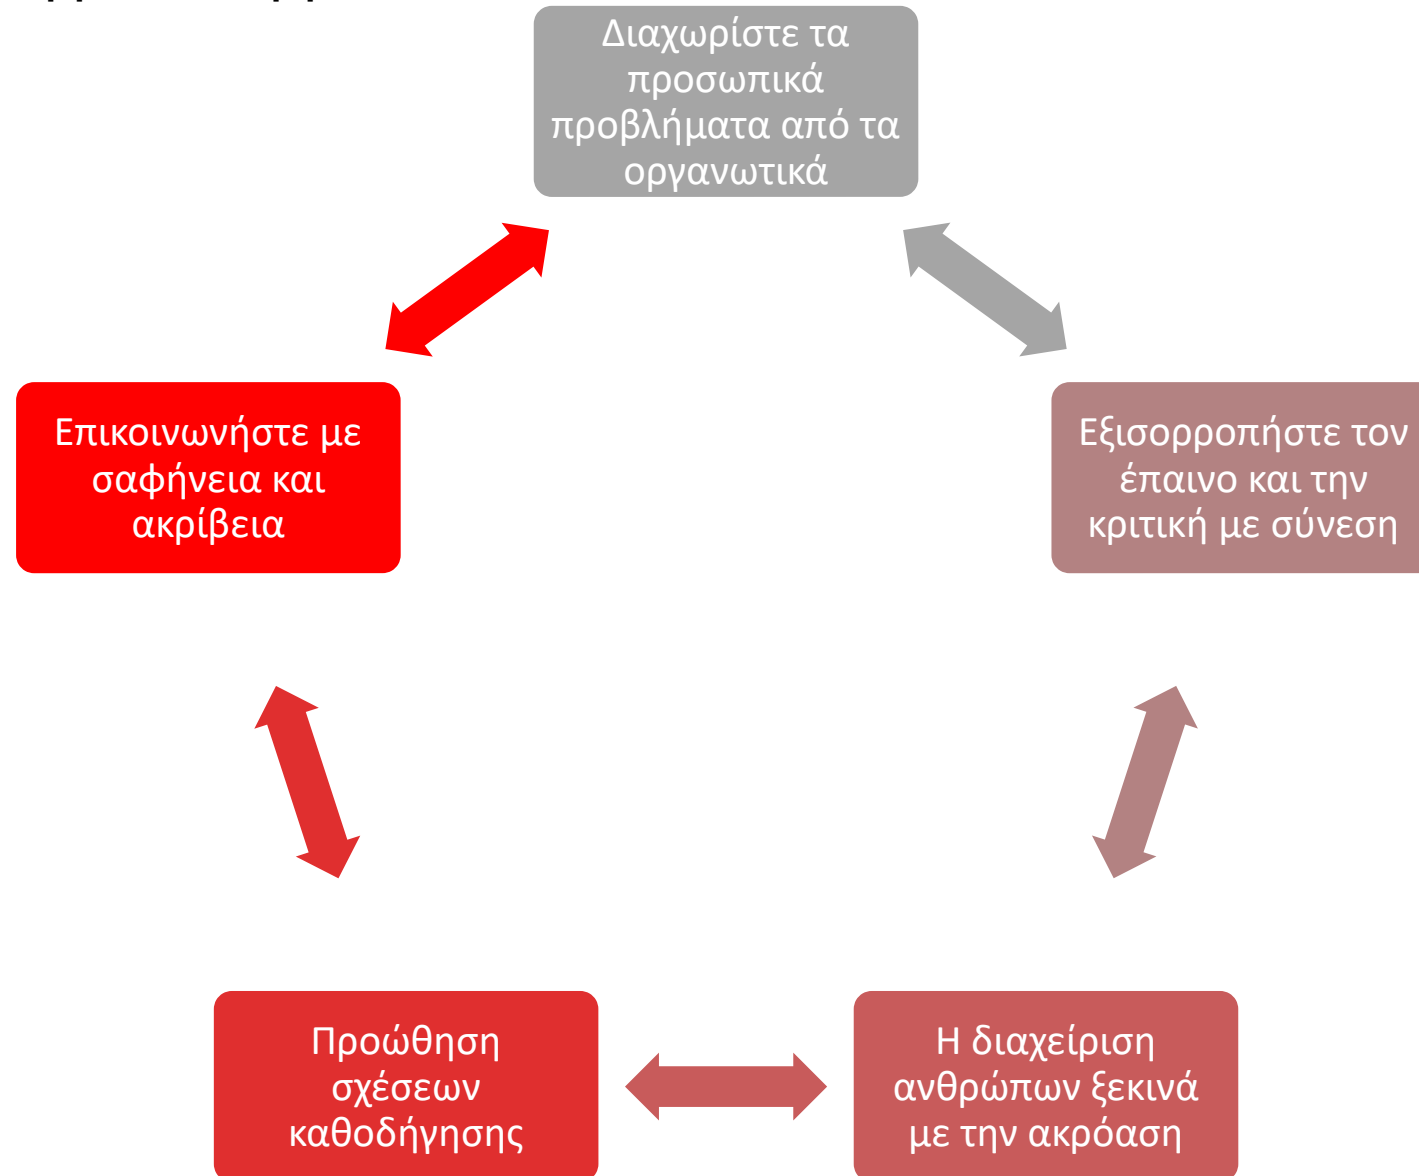 Διαχωρίστε τα
προσωπικά
προβλήματα από τα
οργανωτικά
Εξισορροπήστε τον
έπαινο και την
κριτική με σύνεση
Η διαχείριση
ανθρώπων ξεκινά
με την ακρόαση
Προώθηση
σχέσεων
καθοδήγησης
Επικοινωνήστε με
σαφήνεια και
ακρίβεια